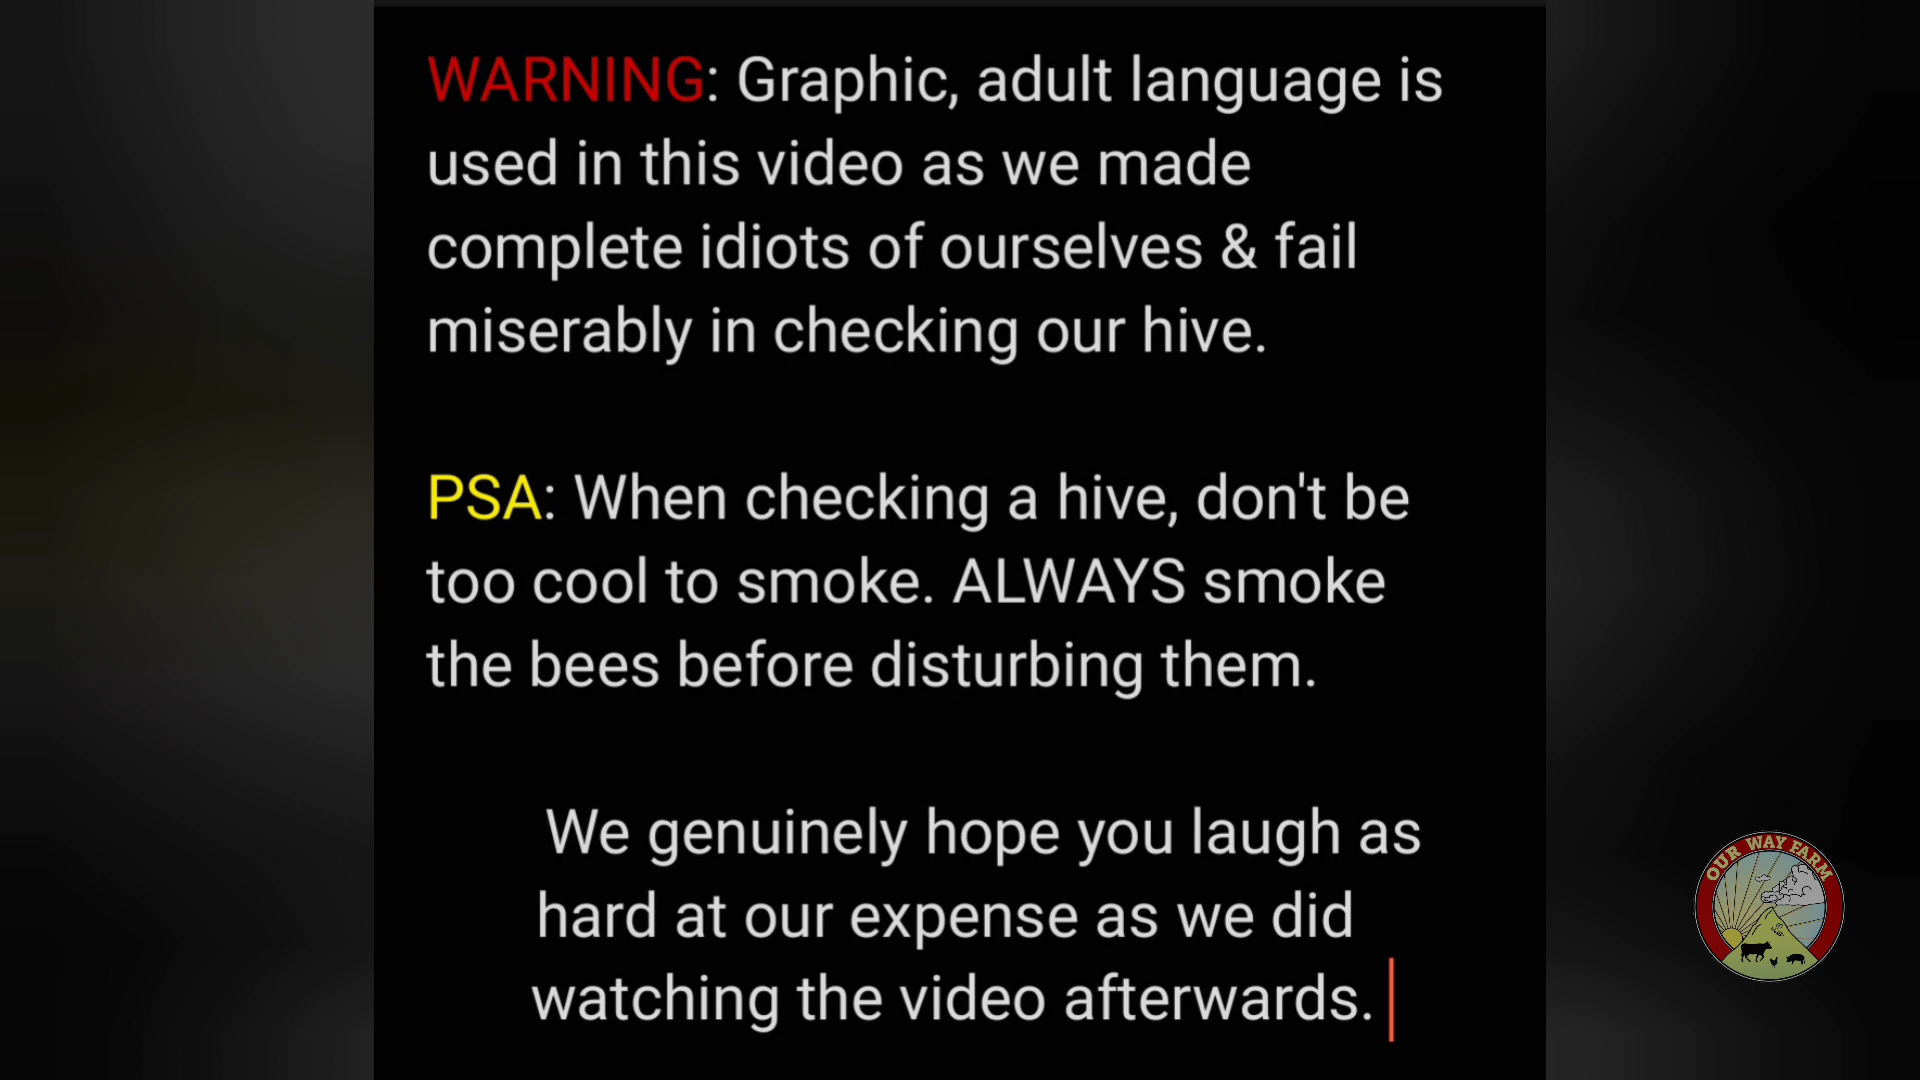 WARNING: Graphic, adult language is
used in this video as we made
complete idiots of ourselves & fail
miserably in checking our hive.
PSA: When checking a hive, don't be
too cool to smoke. ALWAYS smoke
the bees before disturbing them.
We genuinely hope you laugh as
hard at our expense as we did
watching the video afterwards.
OUR WAY FARM